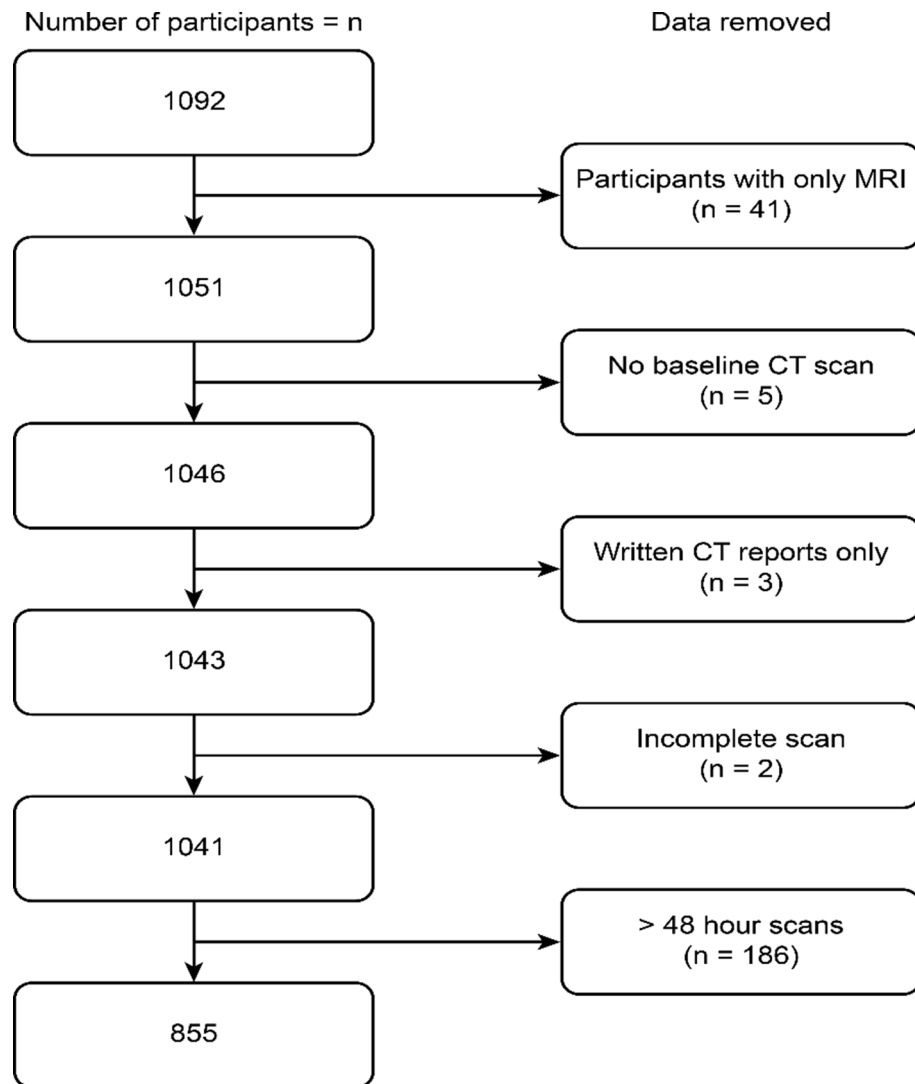 Number of participants = n
Data removed
1092
Participants with only MRI
(n = 41)
1051
No baseline CT scan
(n = 5)
1046
Written CT reports only
(n = 3)
1043
Incomplete scan
(n = 2)
1041
> 48 hour scans
(n = 186)
855